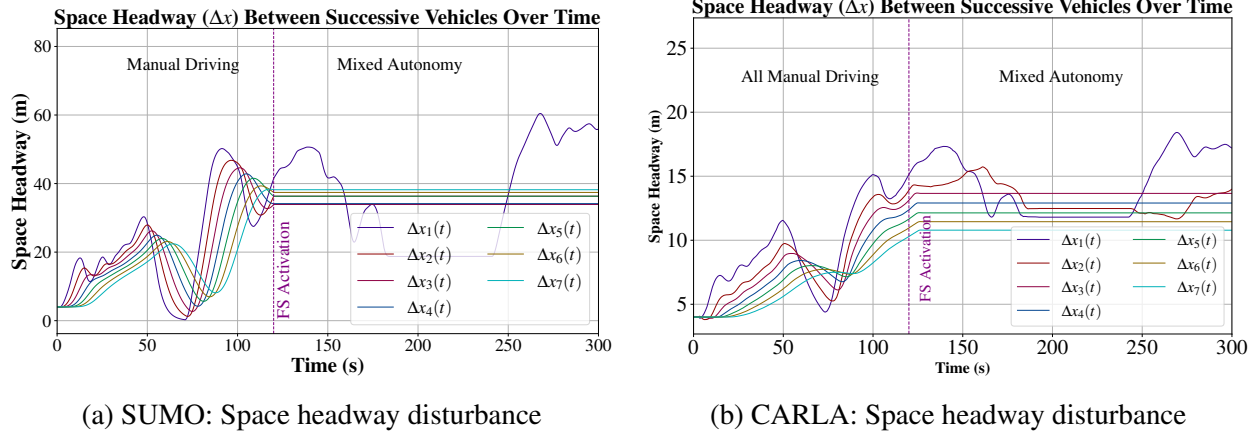 Space Headway (Δx) Between Successive Vehicles Over Time
80
60
40
20
0
Space Headway (m)
Manual Driving
Mixed Autonomy
FS Activation
Δx₁(t)
Δx₂(t)
Δx₃(t)
Δx₄(t)
Δx₅(t)
Δx₆(t)
Δx₇(t)
0 50 100 150 200 250 300
Time (s)
(a) SUMO: Space headway disturbance
Space Headway (Δx) Between Successive Vehicles Over Time
25
20
15
10
5
Space Headway (m)
All Manual Driving
Mixed Autonomy
FS Activation
Δx₁(t)
Δx₂(t)
Δx₃(t)
Δx₄(t)
Δx₅(t)
Δx₆(t)
Δx₇(t)
0 50 100 150 200 250 300
Time (s)
(b) CARLA: Space headway disturbance